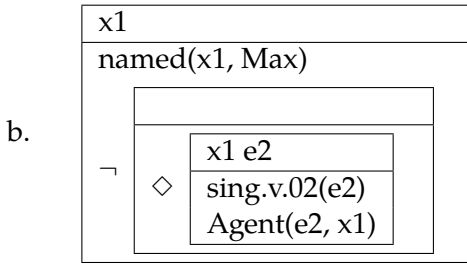 x1
named(x1, Max)
b.
¬ ◇ x1 e2
sing.v.02(e2)
Agent(e2, x1)